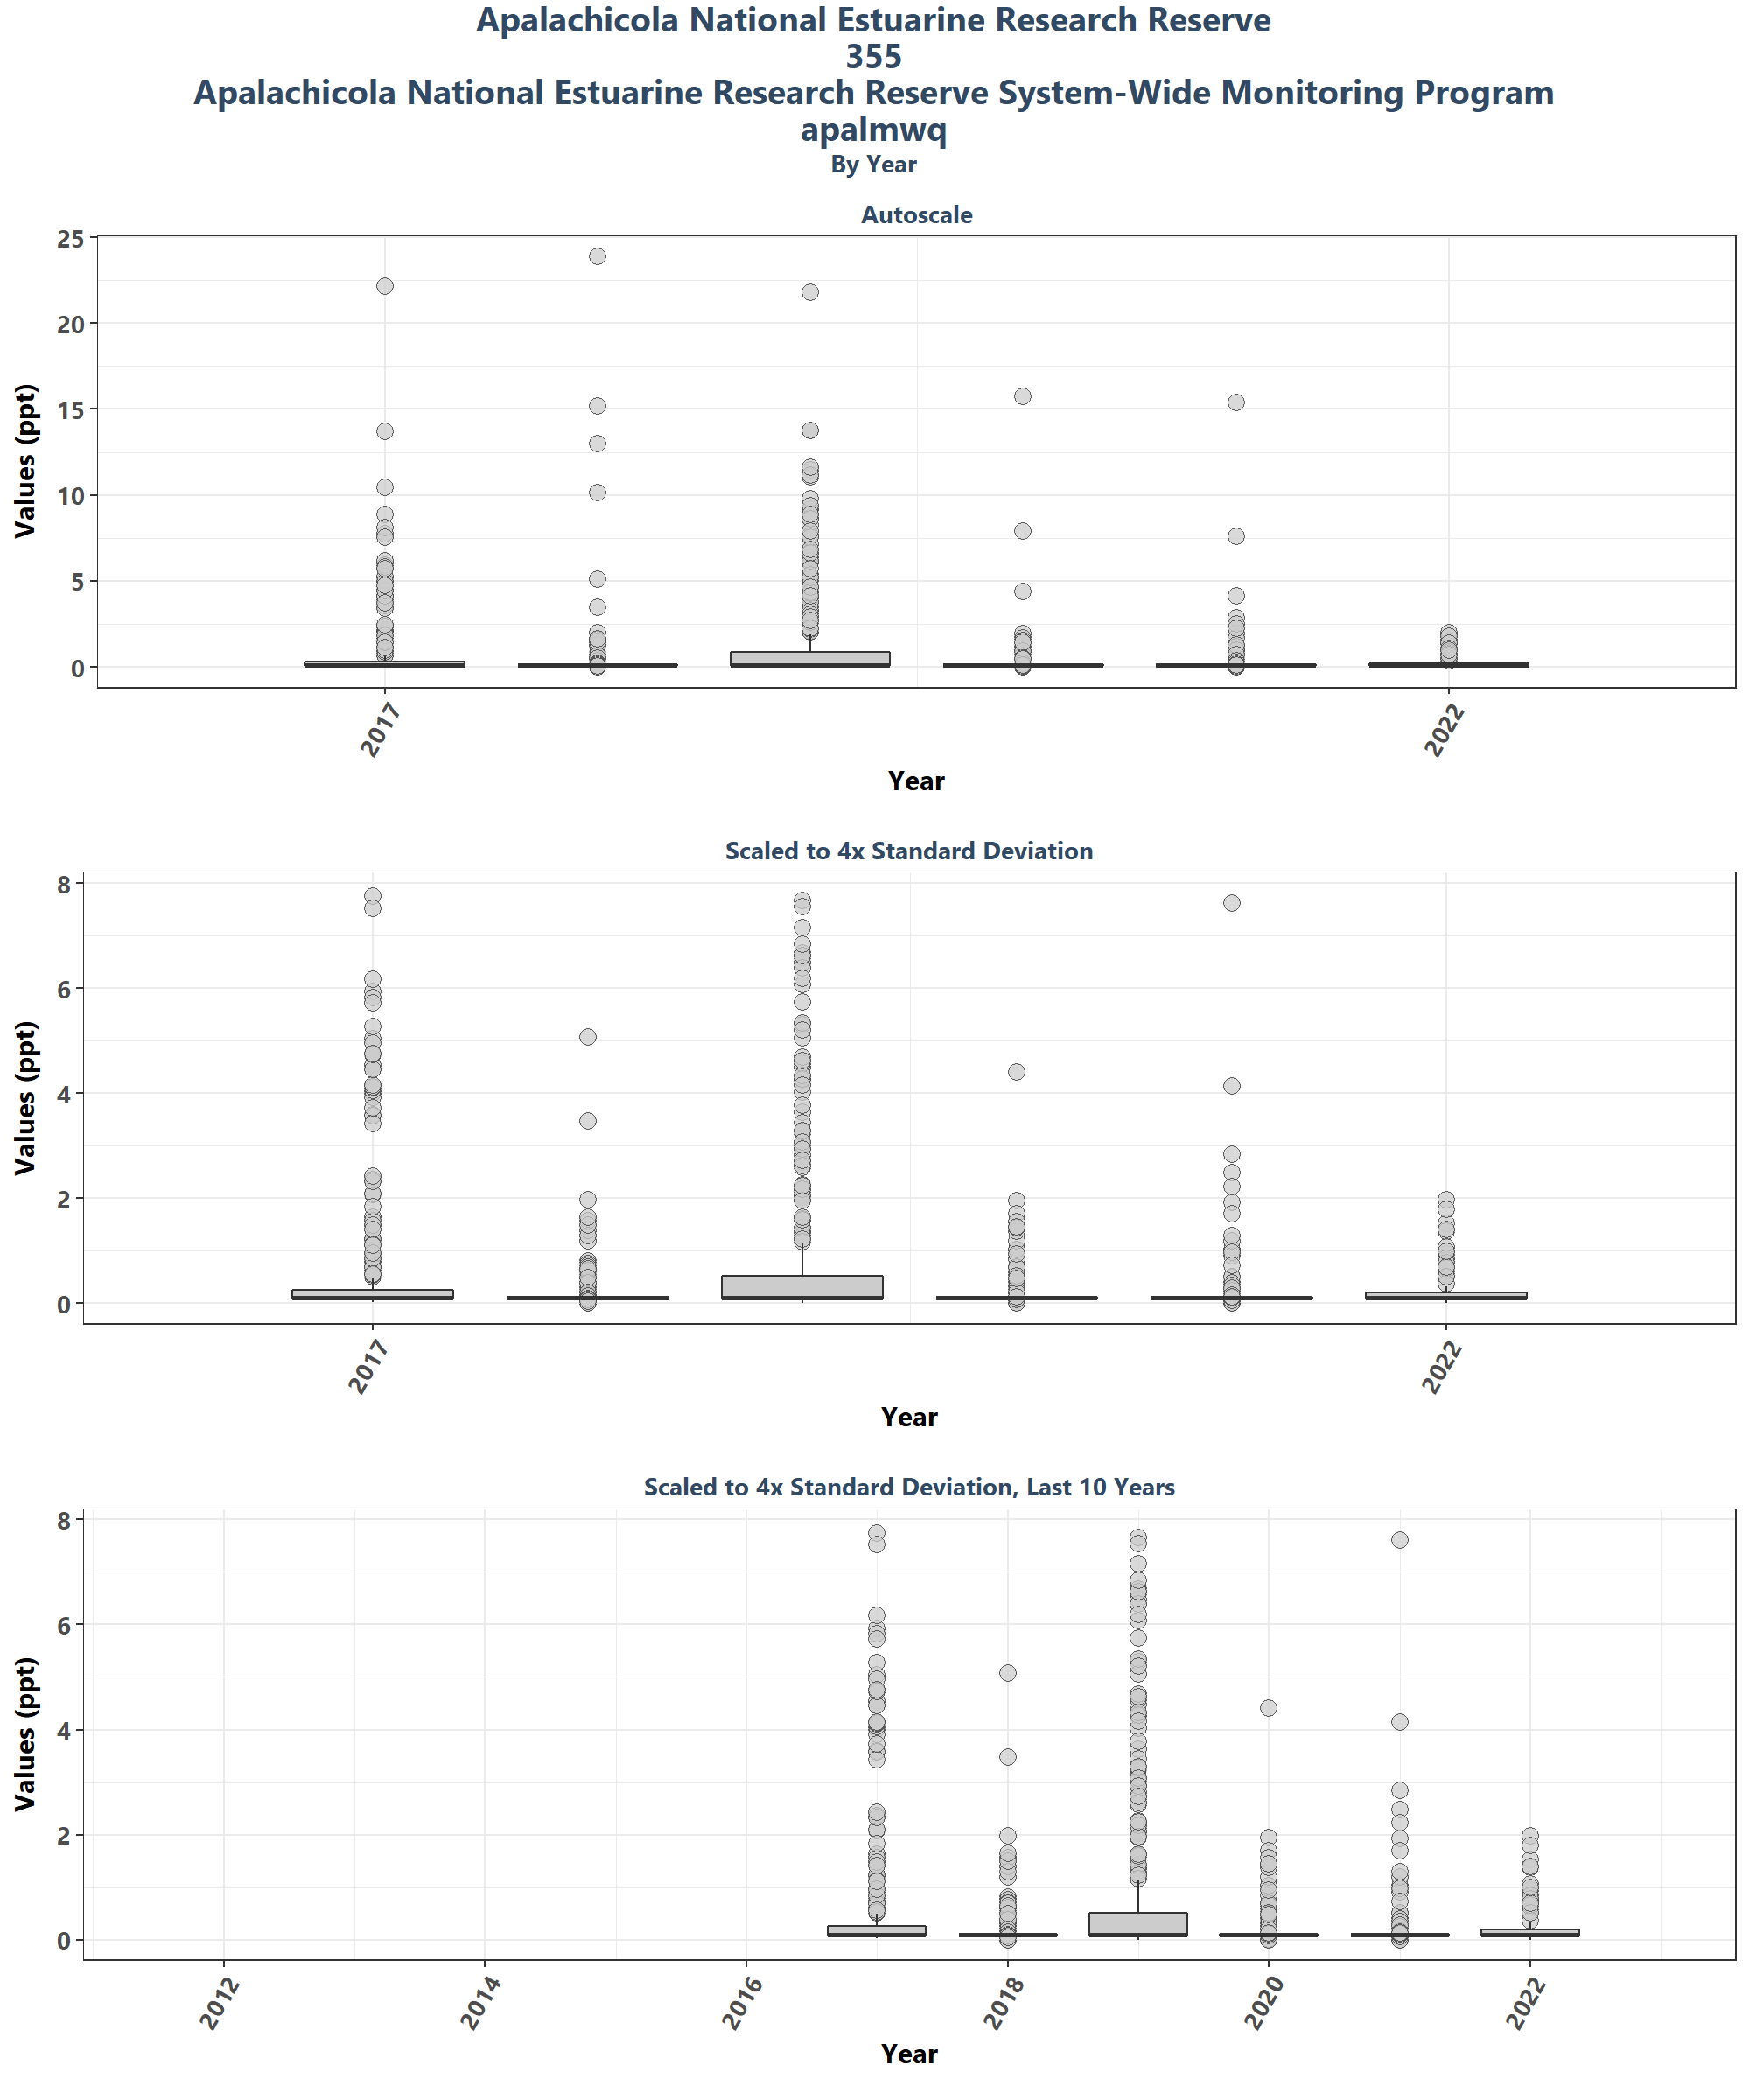 Apalachicola National Estuarine Research Reserve
355
Apalachicola National Estuarine Research Reserve System-Wide Monitoring Program
apalmwq
By Year
Autoscale
Values (ppt)
25
20
15
10
5
0
2017
2022
Year
Scaled to 4x Standard Deviation
Values (ppt)
8
6
4
2
0
2017
2022
Year
Scaled to 4x Standard Deviation, Last 10 Years
Values (ppt)
8
6
4
2
0
2012
2014
2016
2018
2020
2022
Year